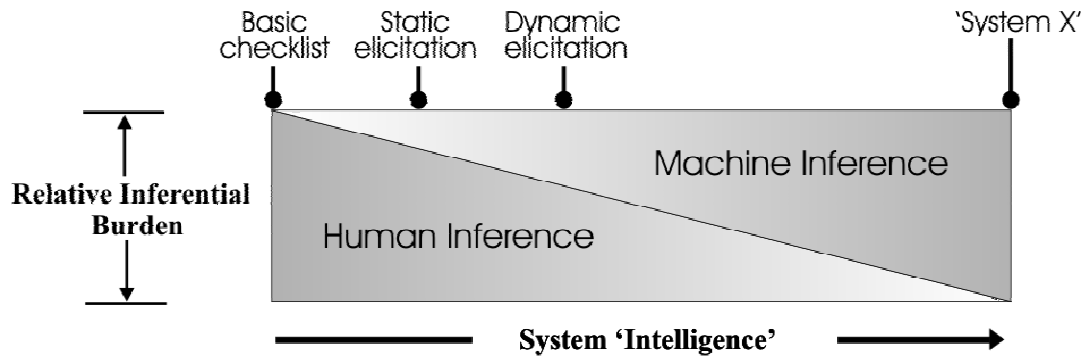 Basic
checklist
Static
elicitation
Dynamic
elicitation
‘System X’
Machine Inference
Relative Inferential
Burden
Human Inference
System ‘Intelligence’